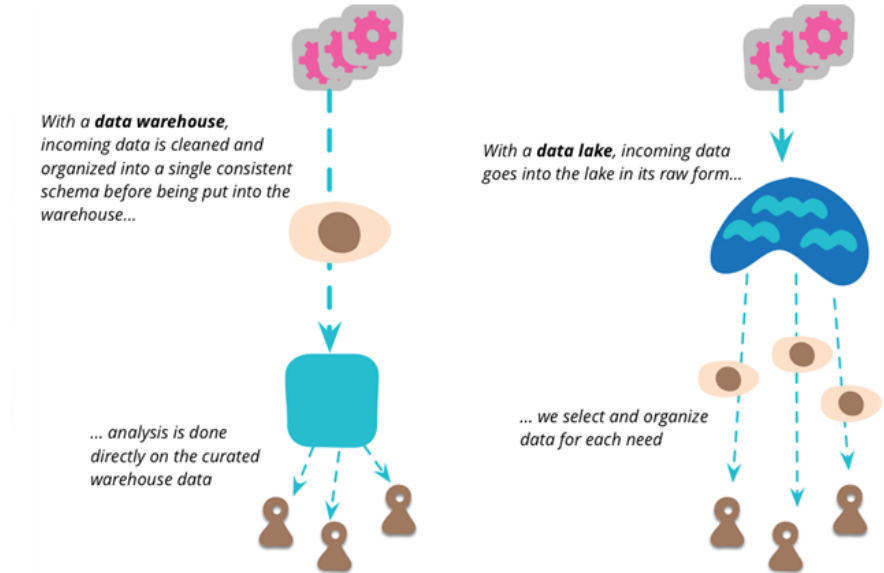 With a data warehouse,
incoming data is cleaned and
organized into a single consistent
schema before being put into the
warehouse...
... analysis is done
directly on the curated
warehouse data
With a data lake, incoming data
goes into the lake in its raw form...
... we select and organize
data for each need